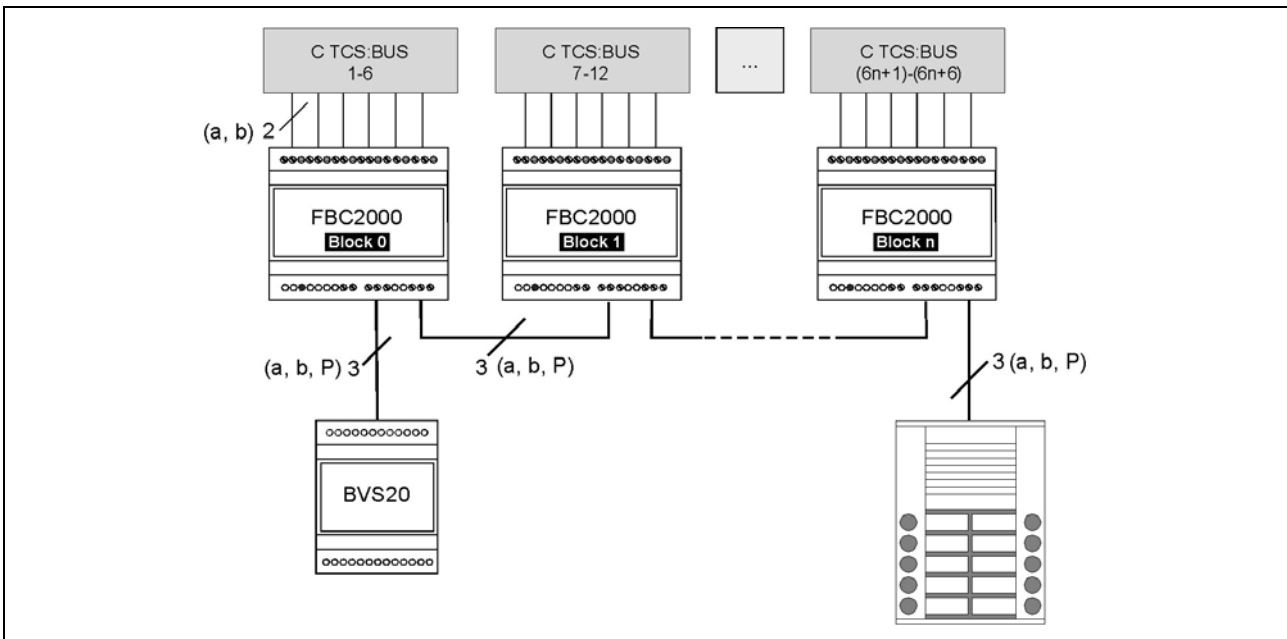 C TCS:BUS
1-6
C TCS:BUS
7-12
...
C TCS:BUS
(6n+1)-(6n+6)
(a, b) 2
FBC2000
Block 0
FBC2000
Block 1
FBC2000
Block n
(a, b, P) 3
3 (a, b, P)
3 (a, b, P)
BVS20